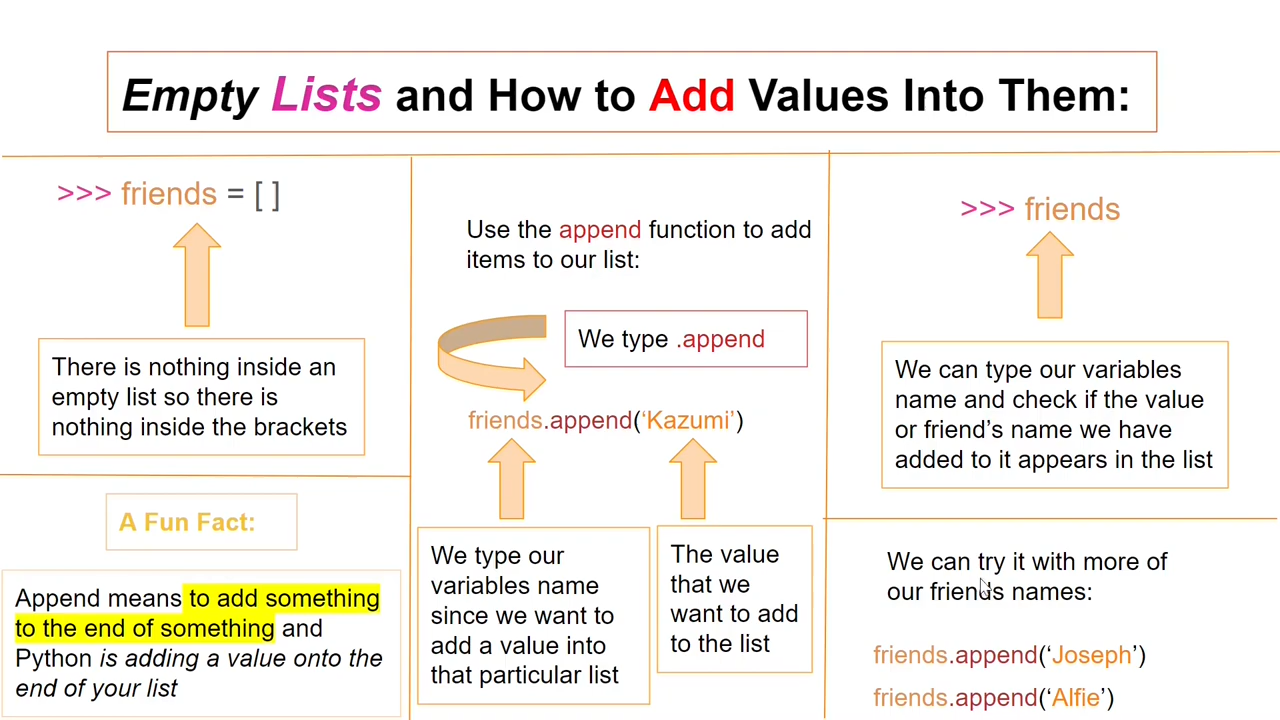 Empty Lists and How to Add Values Into Them:
>>> friends = [ ]
There is nothing inside an
empty list so there is
nothing inside the brackets
A Fun Fact:
Append means to add something
to the end of something and
Python is adding a value onto the
end of your list
Use the append function to add
items to our list:
We type .append
friends.append(‘Kazumi’)
We type our
variables name
since we want to
add a value into
that particular list
The value
that we
want to add
to the list
>>> friends
We can type our variables
name and check if the value
or friend’s name we have
added to it appears in the list
We can try it with more of
our friends names:
friends.append(‘Joseph’)
friends.append(‘Alfie’)